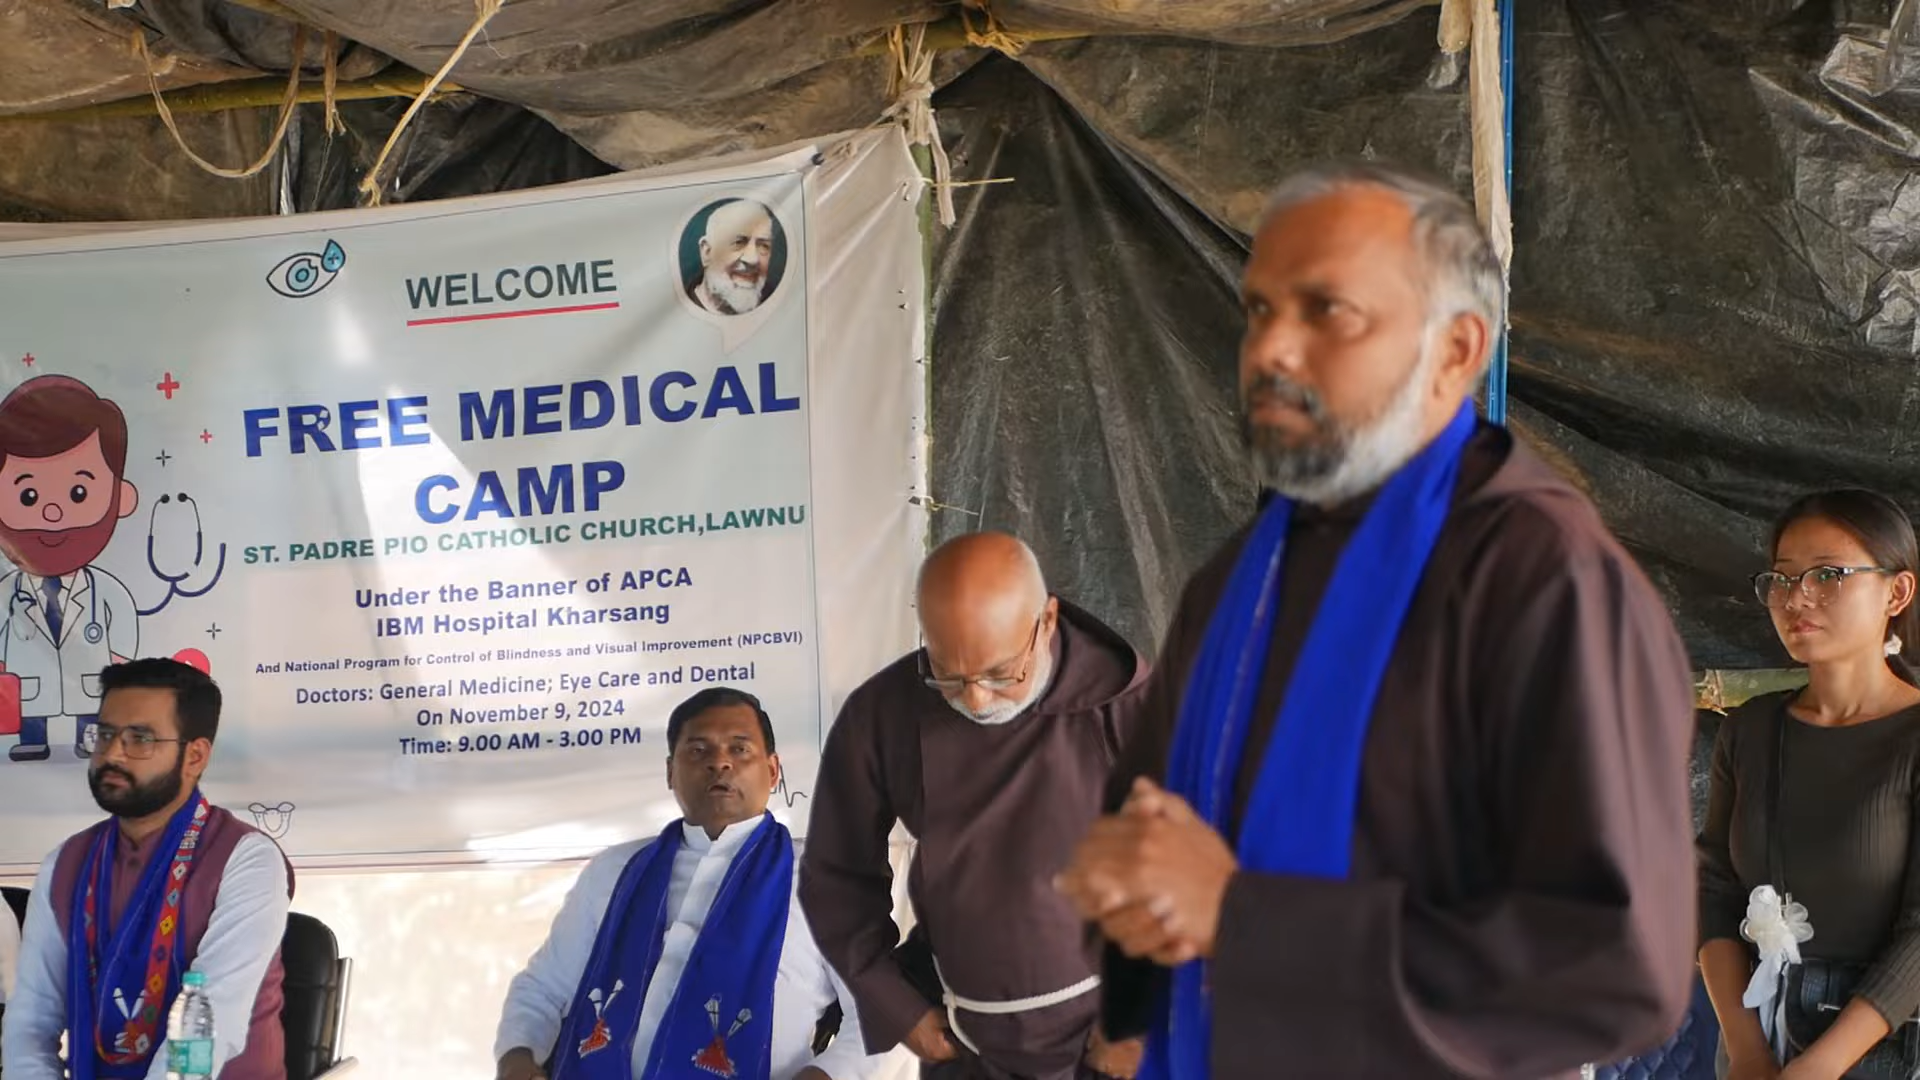 WELCOME
FREE MEDICAL
CAMP
ST. PADRE PIO CATHOLIC CHURCH,LAWNU
Under the Banner of APCA
IBM Hospital Kharsang
And National Program for Control of Blindness and Visual Improvement (NPCBVI)
Doctors: General Medicine; Eye Care and Dental
On November 9, 2024
Time: 9.00 AM - 3.00 PM